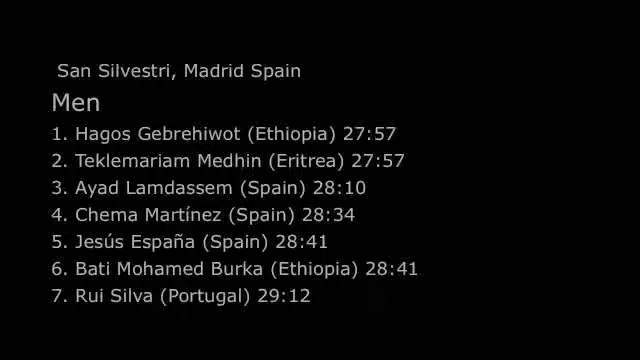 San Silvestri, Madrid Spain
Men
1. Hagos Gebrehiwot (Ethiopia) 27:57
2. Teklemariam Medhin (Eritrea) 27:57
3. Ayad Lamdassem (Spain) 28:10
4. Chema Martínez (Spain) 28:34
5. Jesús España (Spain) 28:41
6. Bati Mohamed Burka (Ethiopia) 28:41
7. Rui Silva (Portugal) 29:12